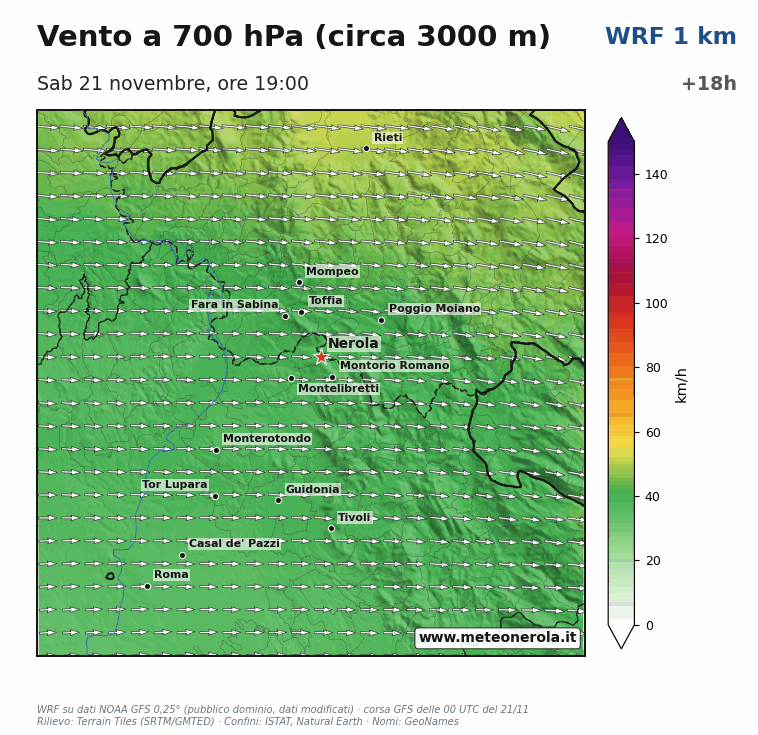 Vento a 700 hPa (circa 3000 m)
WRF 1 km
Sab 21 novembre, ore 19:00
+18h
Rieti
Mompeo
Fara in Sabina
Toffia
Poggio Moiano
Nerola
Montorio Romano
Montelibretti
Monterotondo
Tor Lupara
Guidonia
Tivoli
Casal de' Pazzi
Roma
www.meteonerola.it
140
120
100
80
60
40
20
0
km/h
WRF su dati NOAA GFS 0,25° (pubblico dominio, dati modificati) · corsa GFS delle 00 UTC del 21/11
Rilievo: Terrain Tiles (SRTM/GMTED) · Confini: ISTAT, Natural Earth · Nomi: GeoNames